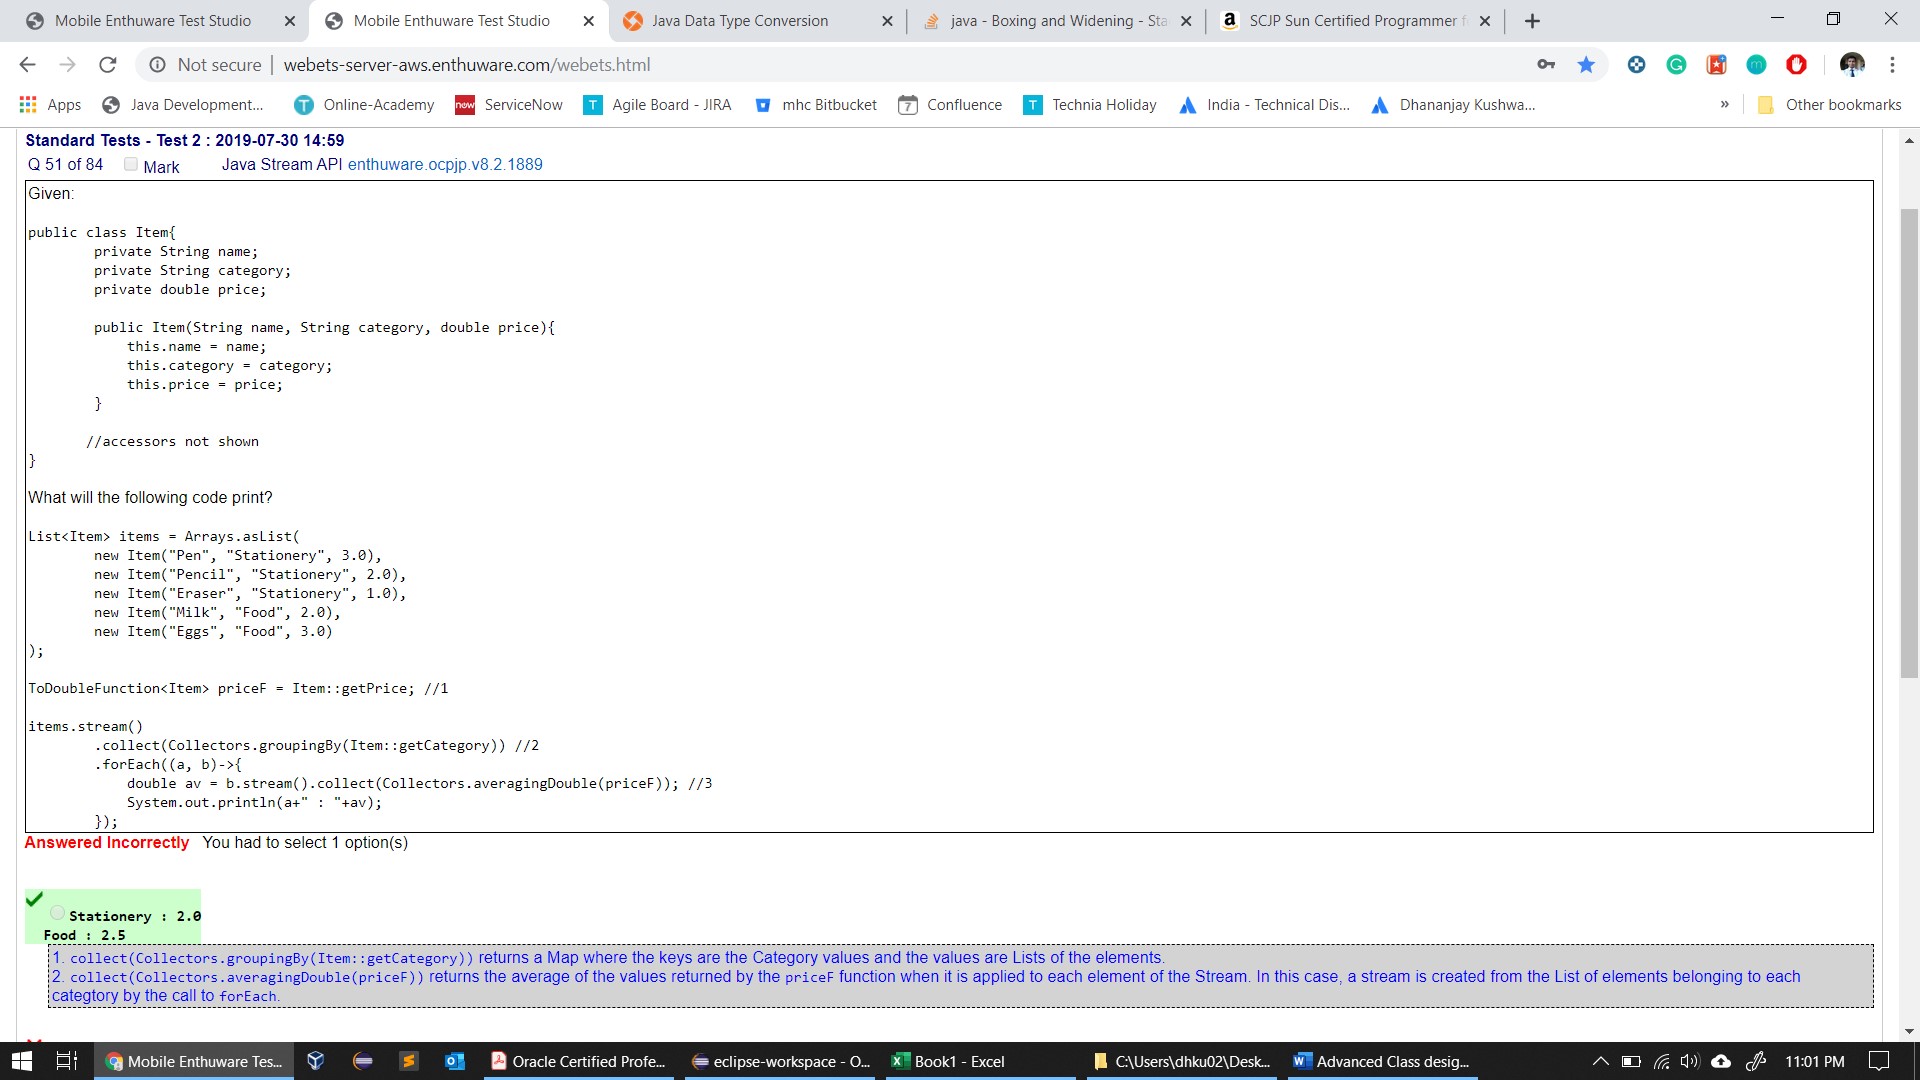 Mobile Enthuware Test Studio
Mobile Enthuware Test Studio
Java Data Type Conversion
java - Boxing and Widening - Sta
SCJP Sun Certified Programmer f
Not secure | webets-server-aws.enthuware.com/webets.html
Apps
Java Development...
Online-Academy
now ServiceNow
Agile Board - JIRA
mhc Bitbucket
7 Confluence
Technia Holiday
India - Technical Dis...
Dhananjay Kushwa...
»
Other bookmarks
Standard Tests - Test 2 : 2019-07-30 14:59
Q 51 of 84 Mark Java Stream API enthuware.ocpjp.v8.2.1889
Given:
public class Item{
private String name;
private String category;
private double price;
public Item(String name, String category, double price){
this.name = name;
this.category = category;
this.price = price;
}
//accessors not shown
}
What will the following code print?
List<Item> items = Arrays.asList(
new Item("Pen", "Stationery", 3.0),
new Item("Pencil", "Stationery", 2.0),
new Item("Eraser", "Stationery", 1.0),
new Item("Milk", "Food", 2.0),
new Item("Eggs", "Food", 3.0)
);
ToDoubleFunction<Item> priceF = Item::getPrice; //1
items.stream()
.collect(Collectors.groupingBy(Item::getCategory)) //2
.forEach((a, b)->{
double av = b.stream().collect(Collectors.averagingDouble(priceF)); //3
System.out.println(a+" : "+av);
});
Answered Incorrectly You had to select 1 option(s)
Stationery : 2.0
Food : 2.5
1. collect(Collectors.groupingBy(Item::getCategory)) returns a Map where the keys are the Category values and the values are Lists of the elements.
2. collect(Collectors.averagingDouble(priceF)) returns the average of the values returned by the priceF function when it is applied to each element of the Stream. In this case, a stream is created from the List of elements belonging to each
categtory by the call to forEach.
Mobile Enthuware Tes...
Oracle Certified Profe...
eclipse-workspace - O...
Book1 - Excel
C:\Users\dhku02\Desk...
Advanced Class desig...
11:01 PM